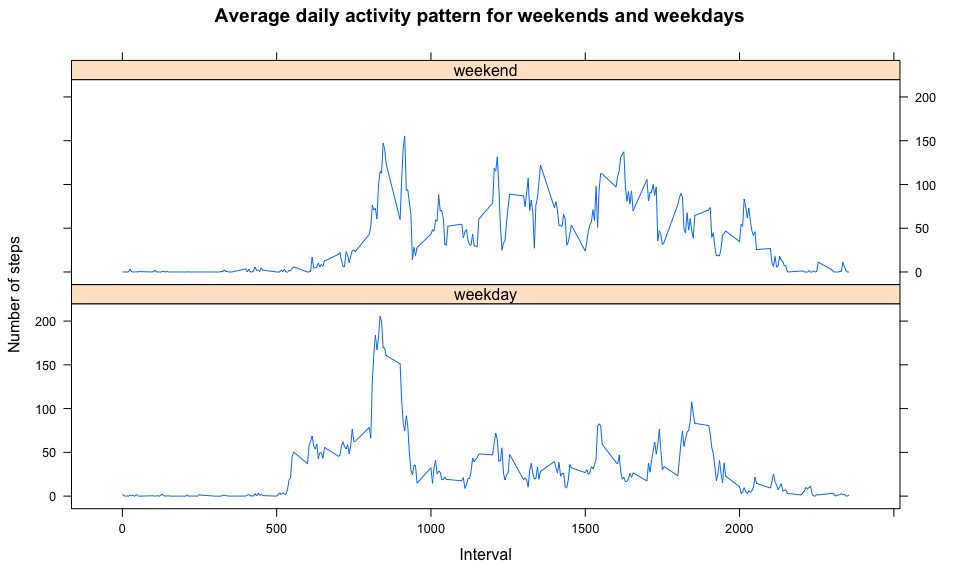 Average daily activity pattern for weekends and weekdays
weekend
200
150
100
50
0
Number of steps
weekday
200
150
100
50
0
0 500 1000 1500 2000
Interval